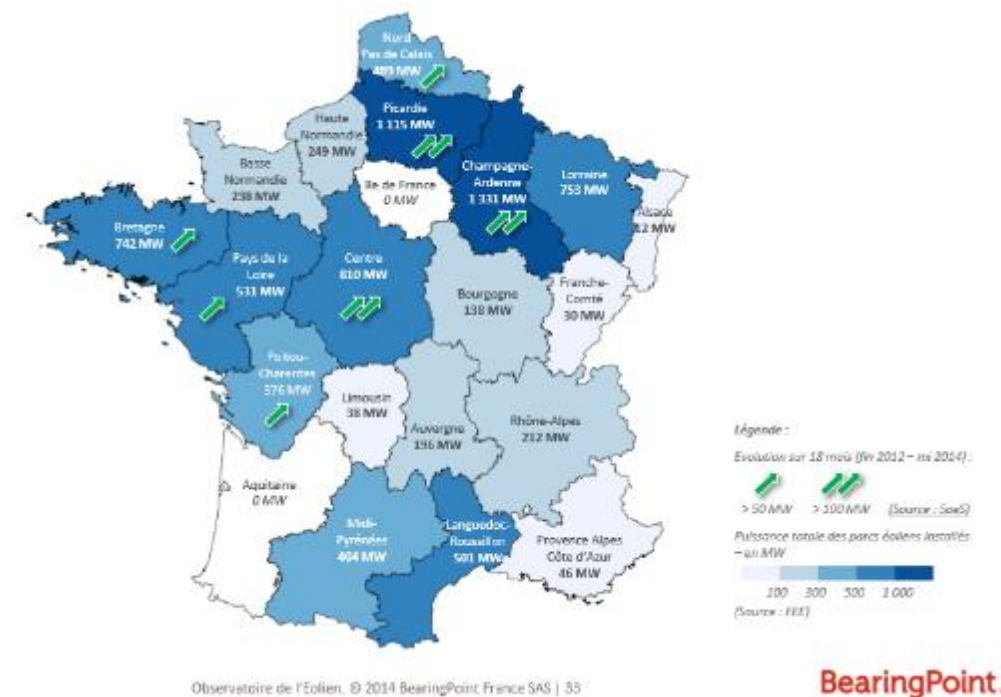 Nord
Pas de Calais
489 MW
Picardie
1 115 MW
Haute
Normandie
249 MW
Basse
Normandie
238 MW
Ile de France
0 MW
Champagne-
Ardenne
1 331 MW
Lorraine
753 MW
Alsace
12 MW
Bretagne
742 MW
Pays de la
Loire
531 MW
Centre
810 MW
Bourgogne
138 MW
Franche-
Comté
30 MW
Poitou-
Charentes
376 MW
Limousin
38 MW
Auvergne
196 MW
Rhône-Alpes
212 MW
Aquitaine
0 MW
Midi-
Pyrénées
404 MW
Languedoc-
Roussillon
501 MW
Provence Alpes
Côte d'Azur
46 MW
Légende :
Evolution sur 18 mois (fin 2012 – mi 2014) :
> 50 MW > 100 MW (Source : SoeS)
Puissance totale des parcs éoliens installés
– en MW
100 300 500 1 000
(Source : FEE)
Observatoire de l'Eolien. © 2014 BearingPoint France SAS | 33
BearingPoint